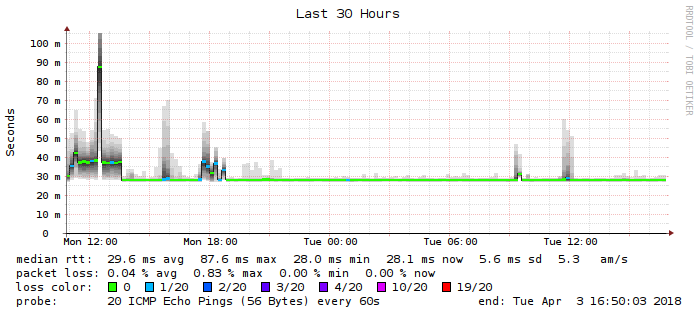 Last 30 Hours
RRDTOOL / TOBI OETIKER
Seconds
100 m
90 m
80 m
70 m
60 m
50 m
40 m
30 m
20 m
10 m
0
Mon 12:00 Mon 18:00 Tue 00:00 Tue 06:00 Tue 12:00
median rtt: 29.6 ms avg 87.6 ms max 28.0 ms min 28.1 ms now 5.6 ms sd 5.3 am/s
packet loss: 0.04 % avg 0.83 % max 0.00 % min 0.00 % now
loss color: 0 1/20 2/20 3/20 4/20 10/20 19/20
probe: 20 ICMP Echo Pings (56 Bytes) every 60s end: Tue Apr 3 16:50:03 2018